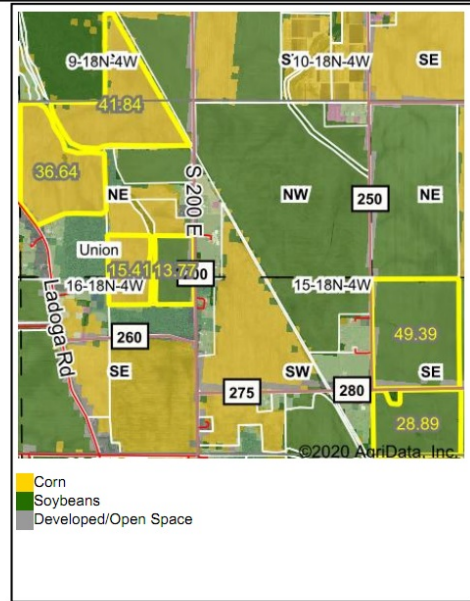 9-18N-4W
10-18N-4W
SE
41.84
36.64
NE
S 200 E
NW
250
NE
Union
15.41
13.77
16-18N-4W
15-18N-4W
Ladoga Rd
49.39
260
SE
SW
SE
275
280
28.89
©2020 AgriData, Inc.
Corn
Soybeans
Developed/Open Space